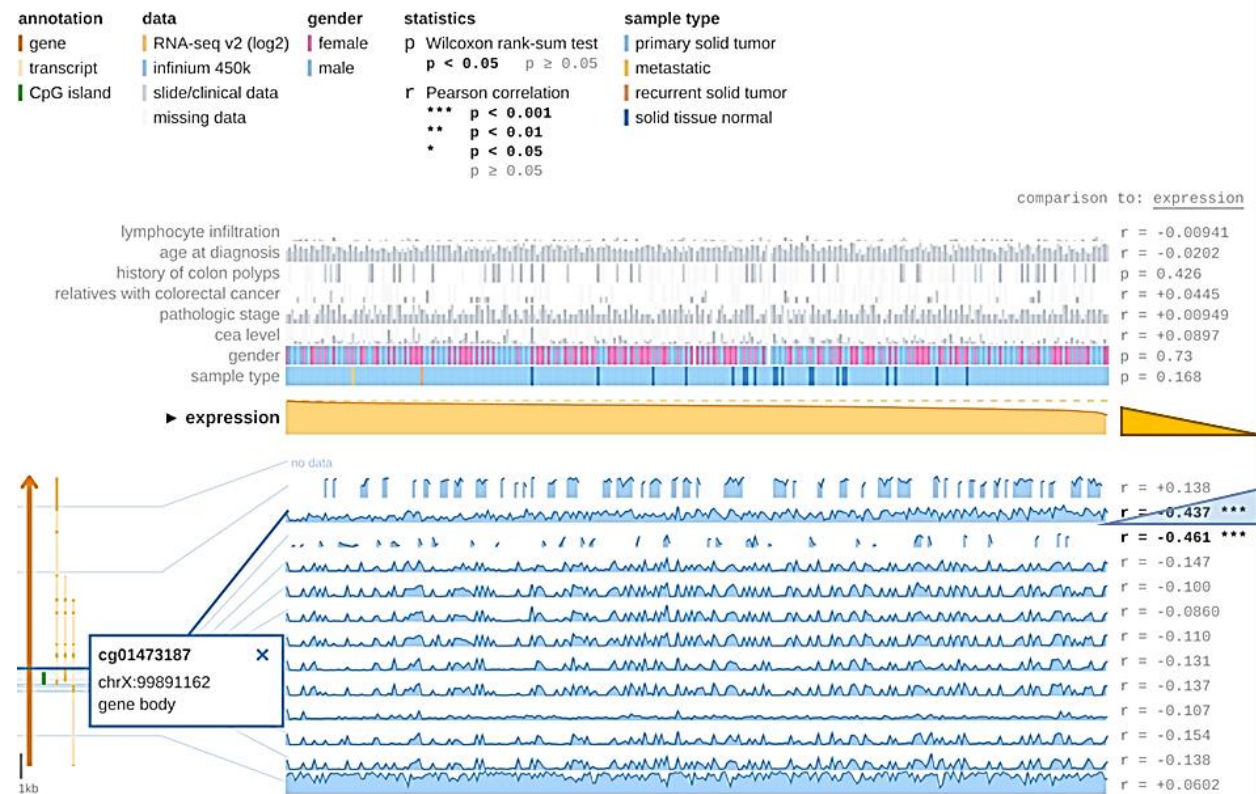 annotation
gene
transcript
CpG island
data
RNA-seq v2 (log2)
infinium 450k
slide/clinical data
missing data
gender
female
male
statistics
p Wilcoxon rank-sum test
p < 0.05 p ≥ 0.05
r Pearson correlation
*** p < 0.001
** p < 0.01
* p < 0.05
p ≥ 0.05
sample type
primary solid tumor
metastatic
recurrent solid tumor
solid tissue normal
comparison to: expression
lymphocyte infiltration r = -0.00941
age at diagnosis r = -0.0202
history of colon polyps p = 0.426
relatives with colorectal cancer r = +0.0445
pathologic stage r = +0.00949
cea level r = +0.0897
gender p = 0.73
sample type p = 0.168
► expression
no data
r = +0.138
r = -0.437 ***
r = -0.461 ***
r = -0.147
r = -0.100
r = -0.0860
r = -0.110
r = -0.131
r = -0.137
r = -0.107
r = -0.154
r = -0.138
r = +0.0602
cg01473187 ×
chrX:99891162
gene body
1kb